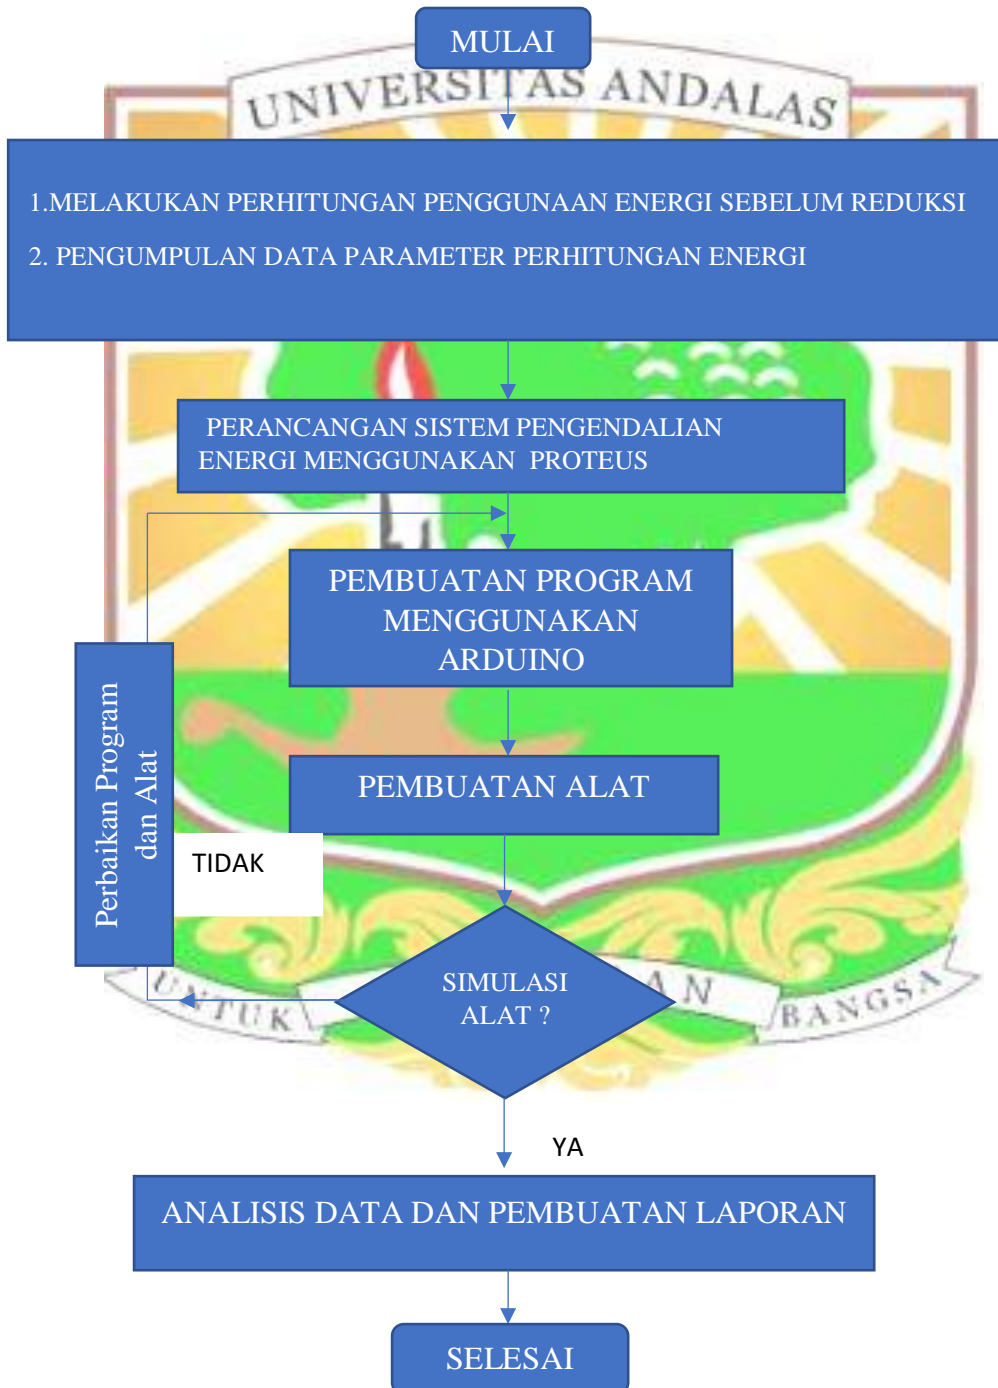 MULAI
UNIVERSITAS ANDALAS
1.MELAKUKAN PERHITUNGAN PENGGUNAAN ENERGI SEBELUM REDUKSI
2. PENGUMPULAN DATA PARAMETER PERHITUNGAN ENERGI
PERANCANGAN SISTEM PENGENDALIAN
ENERGI MENGGUNAKAN PROTEUS
PEMBUATAN PROGRAM
MENGGUNAKAN
ARDUINO
Perbaikan Program
dan Alat
PEMBUATAN ALAT
TIDAK
SIMULASI
ALAT ?
UNTUK AN BANGSA
YA
ANALISIS DATA DAN PEMBUATAN LAPORAN
SELESAI